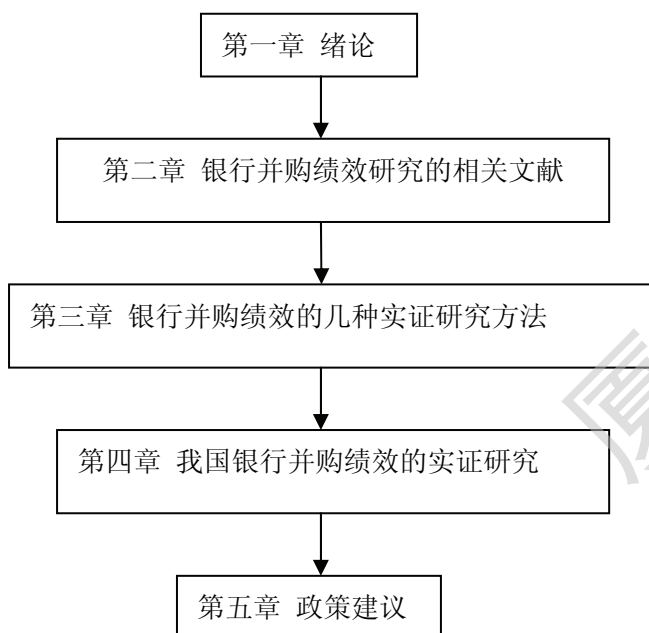 第一章 绪论
第二章 银行并购绩效研究的相关文献
第三章 银行并购绩效的几种实证研究方法
第四章 我国银行并购绩效的实证研究
第五章 政策建议
厦